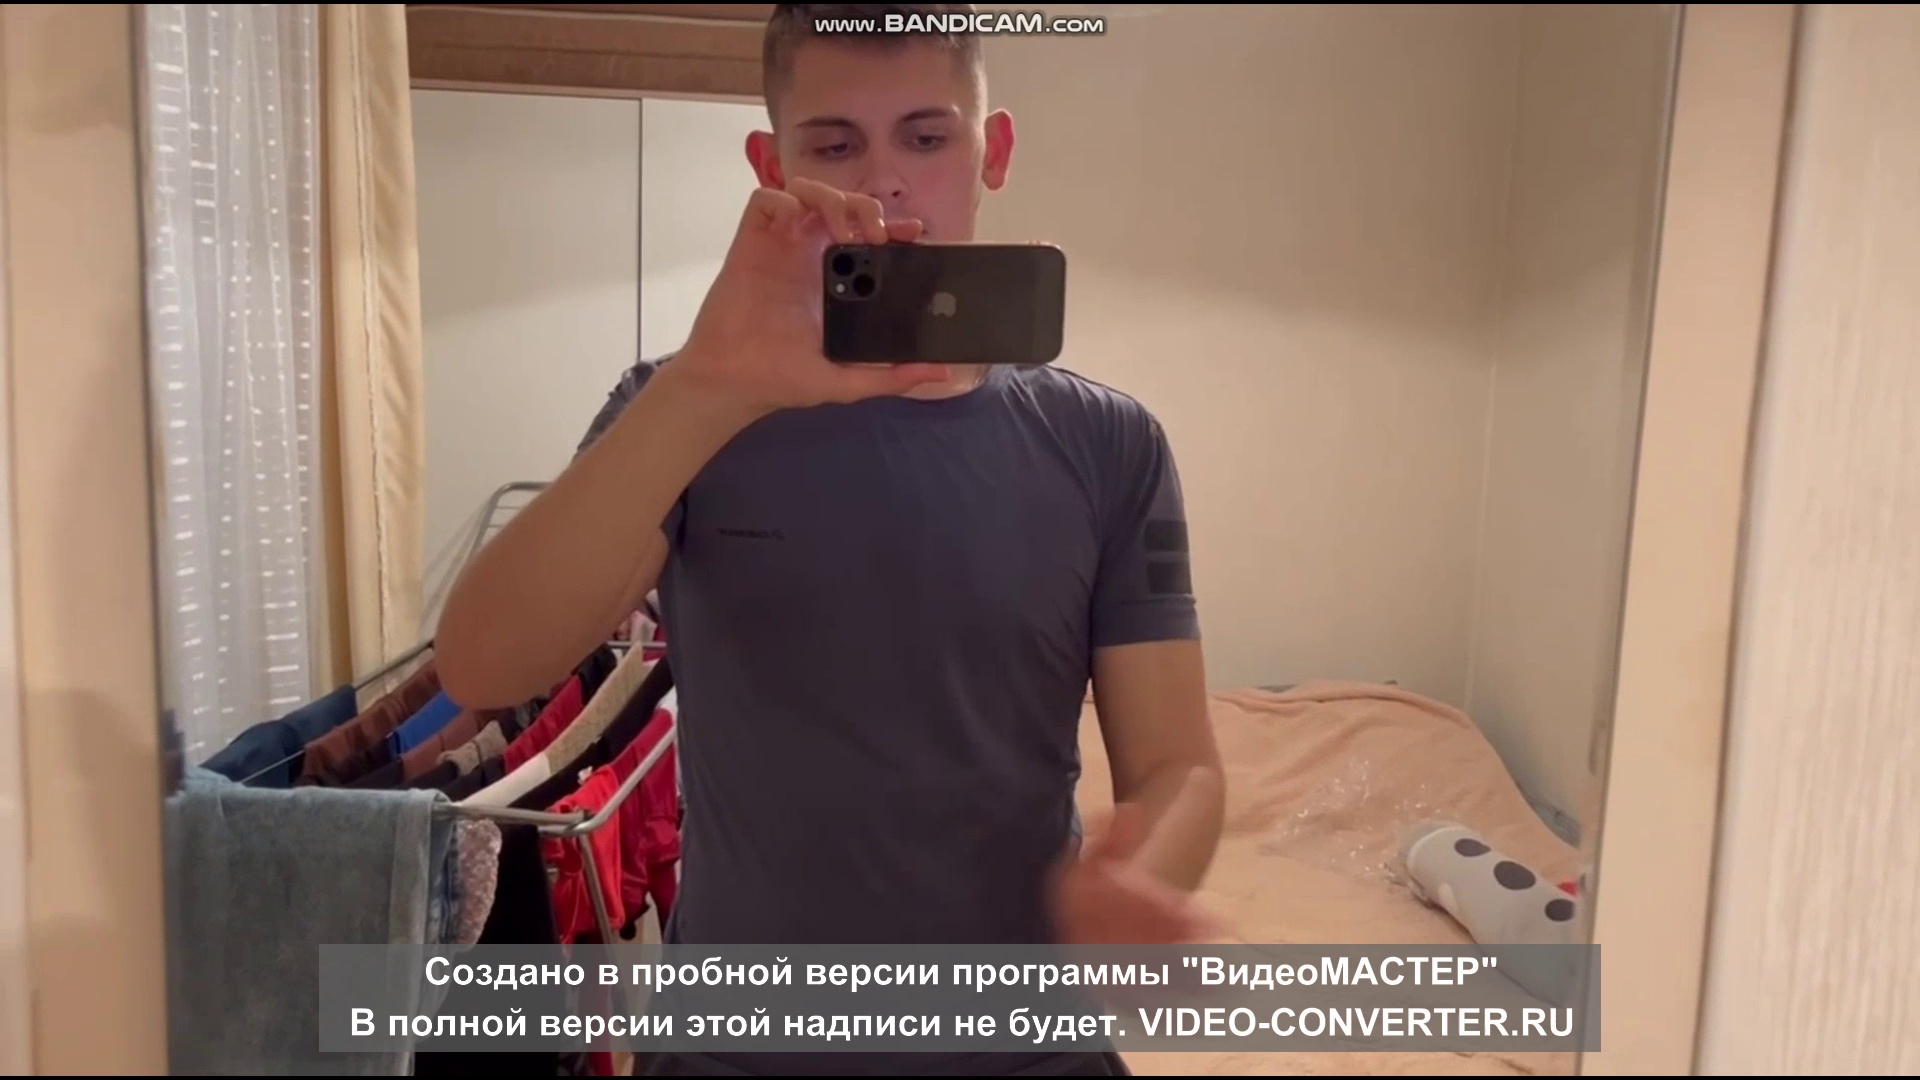 www.BANDICAM.com
Создано в пробной версии программы "ВидеоМАСТЕР"
В полной версии этой надписи не будет. VIDEO-CONVERTER.RU